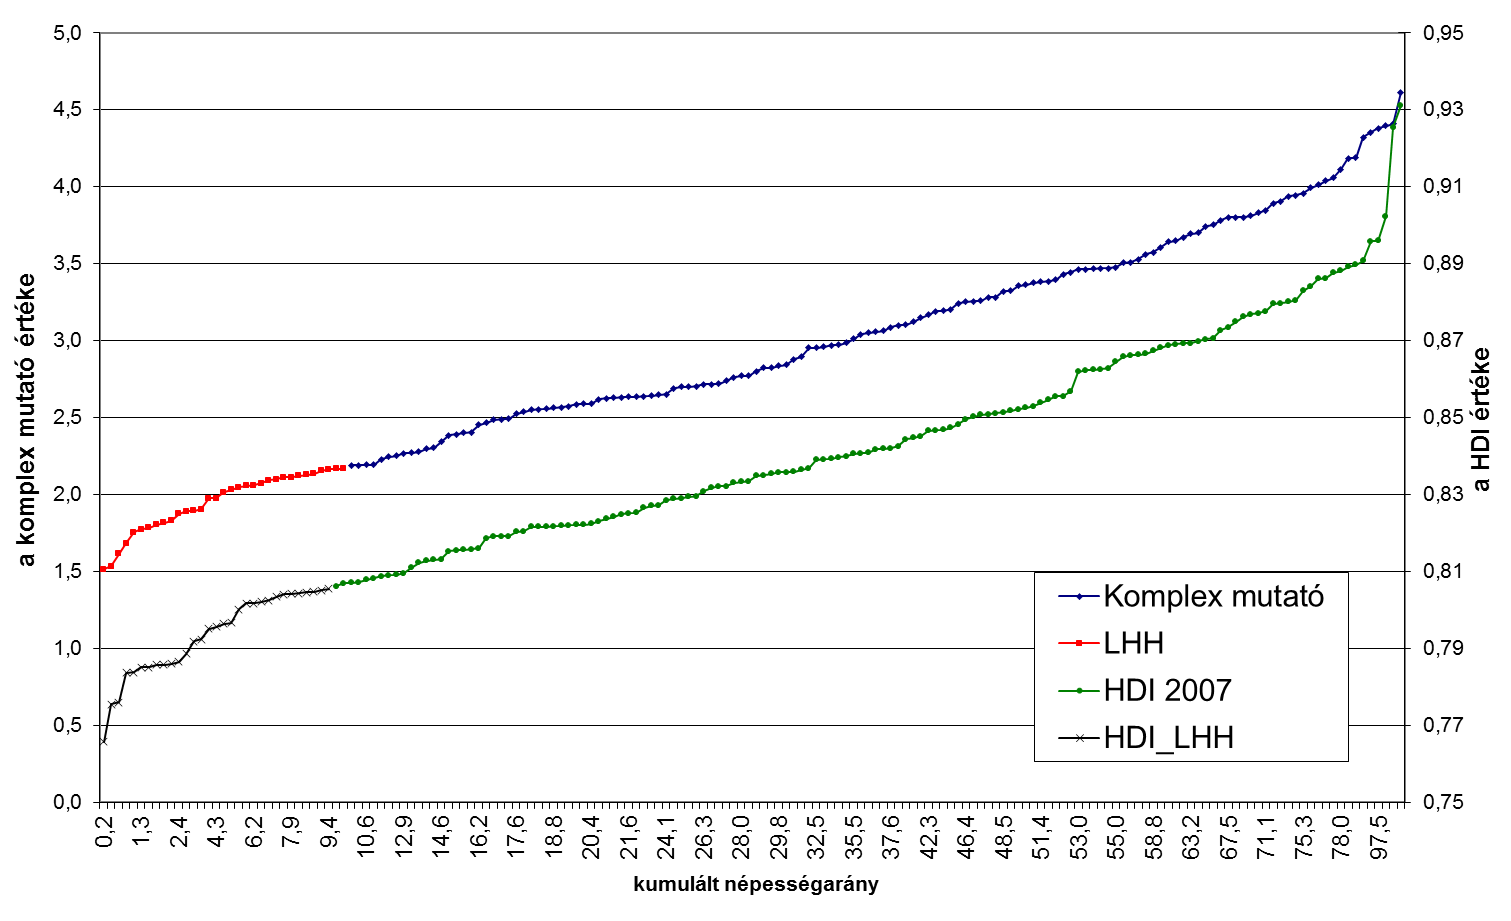 5,0
4,5
4,0
3,5
3,0
2,5
2,0
1,5
1,0
0,5
0,0
a komplex mutató értéke
0,95
0,93
0,91
0,89
0,87
0,85
0,83
0,81
0,79
0,77
0,75
a HDI értéke
Komplex mutató
LHH
HDI 2007
HDI_LHH
0,2 1,3 2,4 4,3 6,2 7,9 9,4 10,6 12,9 14,6 16,2 17,6 18,8 20,4 21,6 24,1 26,3 28,0 29,8 32,5 35,5 37,6 42,3 46,4 48,5 51,4 53,0 55,0 58,8 63,2 67,5 71,1 75,3 78,0 97,5
kumulált népességarány